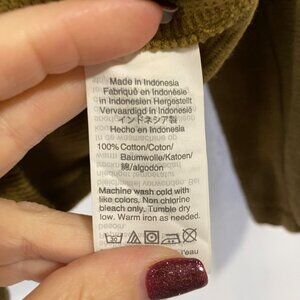 Made in Indonesia
Fabriqué en Indonésie
in Indonesien Hergestellt
Vervaardigd in Indonesië
インドネシア製
Hecho en Indonesia
100% Cotton/Coton/
Baumwolle/Katoen/
綿/algodón
Machine wash cold with
like colors. Non chlorine
bleach only. Tumble dry
low. Warm iron as needed.
l'eau